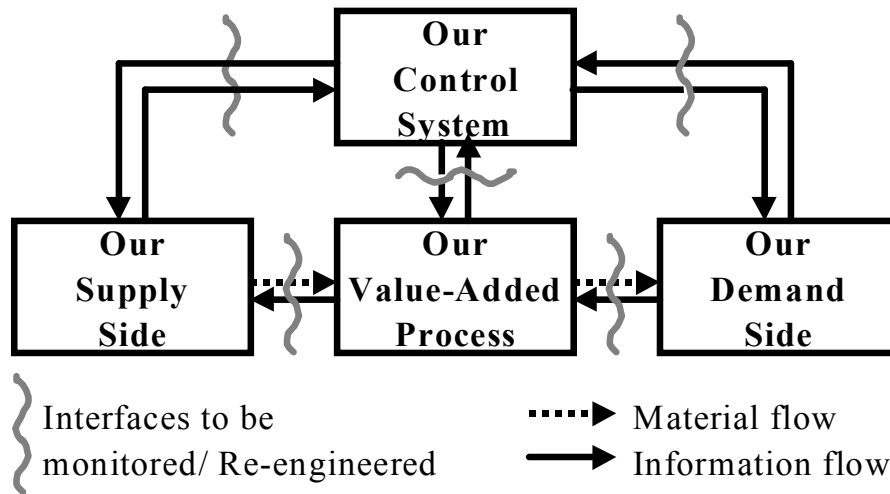 Our
Control
System
Our
Supply
Side
Our
Value-Added
Process
Our
Demand
Side
Interfaces to be
monitored/ Re-engineered
Material flow
Information flow